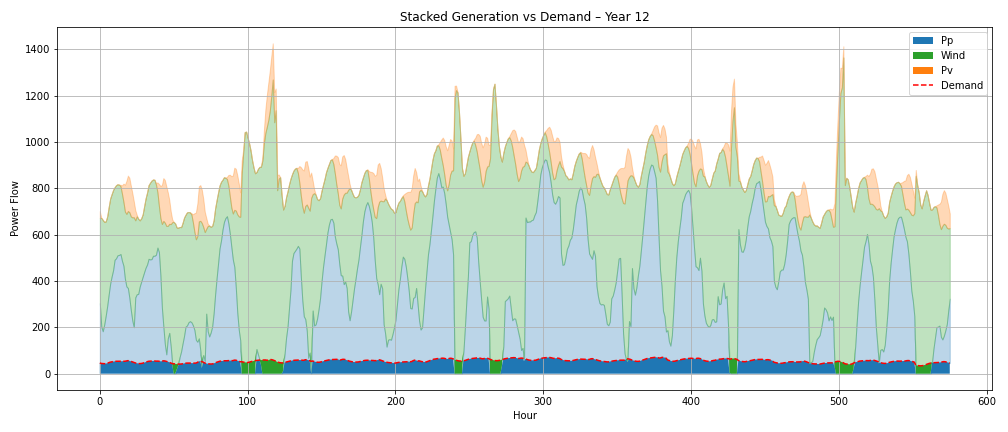 Stacked Generation vs Demand – Year 12
Power Flow
1400
1200
1000
800
600
400
200
0
Pp
Wind
Pv
Demand
0 100 200 300 400 500 600
Hour